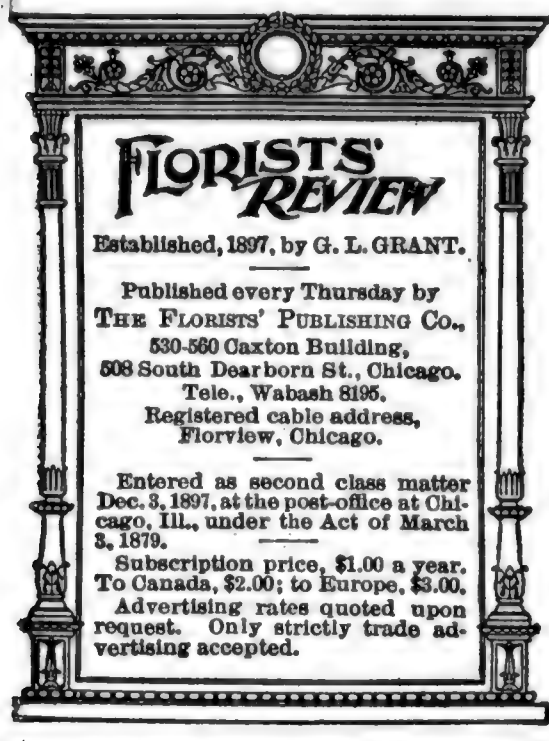 FLORISTS'
REVIEW
Established, 1897, by G. L. GRANT.
Published every Thursday by
THE FLORISTS' PUBLISHING CO.,
530-560 Caxton Building,
508 South Dearborn St., Chicago.
Tele., Wabash 8195.
Registered cable address,
Florview, Chicago.
Entered as second class matter
Dec. 3, 1897, at the post-office at Chi-
cago, Ill., under the Act of March
3, 1879.
Subscription price, $1.00 a year.
To Canada, $2.00; to Europe, $3.00.
Advertising rates quoted upon
request. Only strictly trade ad-
vertising accepted.